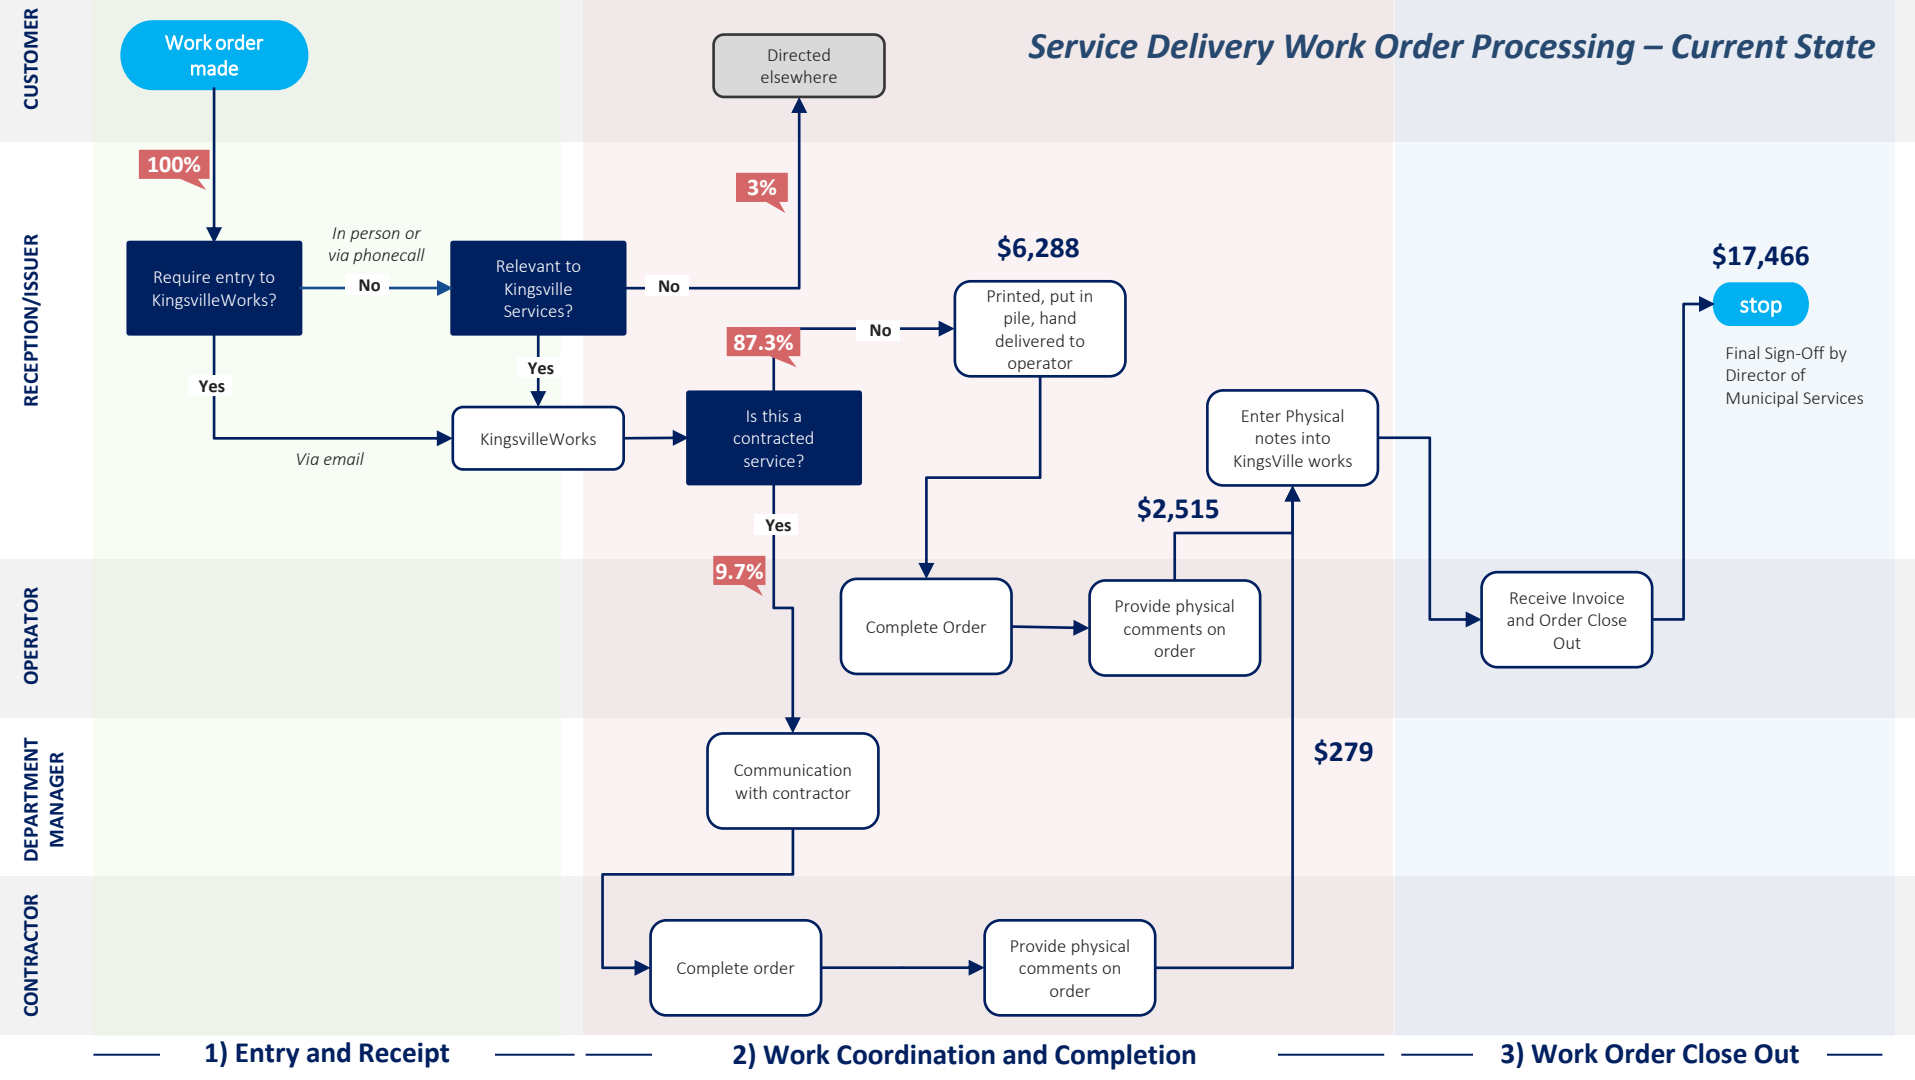 Service Delivery Work Order Processing – Current State
CUSTOMER
Work order
made
Directed
elsewhere
100%
3%
RECEPTION/ISSUER
In person or
via phonecall
Require entry to
KingsvilleWorks?
No
Relevant to
Kingsville
Services?
No
$6,288
Printed, put in
pile, hand
delivered to
operator
$17,466
stop
Final Sign-Off by
Director of
Municipal Services
87.3%
No
Yes
Yes
Via email
KingsvilleWorks
Is this a
contracted
service?
Enter Physical
notes into
KingsVille works
$2,515
Yes
9.7%
OPERATOR
Complete Order
Provide physical
comments on
order
Receive Invoice
and Order Close
Out
DEPARTMENT
MANAGER
Communication
with contractor
$279
CONTRACTOR
Complete order
Provide physical
comments on
order
1) Entry and Receipt
2) Work Coordination and Completion
3) Work Order Close Out